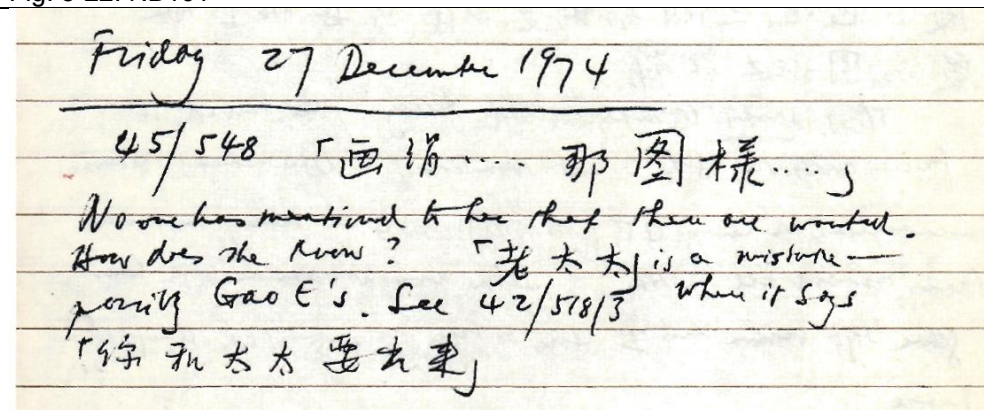 Friday 27 December 1974
45/548 「画绢.... 那图樣....」
No one has mentioned to her that these are wanted.
How does she know? 「老太太」 is a mistake —
possibly Gao E's. See 42/518/3 where it says
「你和太太要出来」